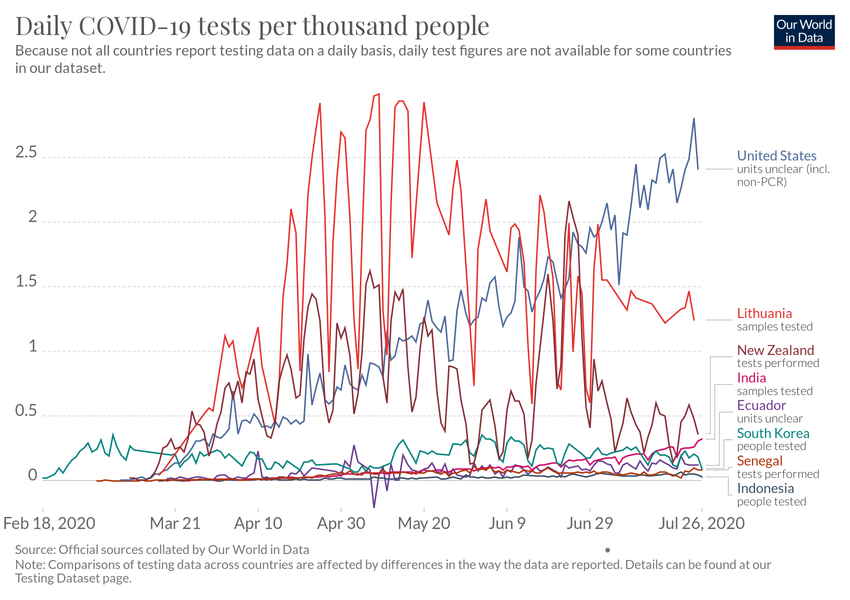 Daily COVID-19 tests per thousand people
Our World
in Data
Because not all countries report testing data on a daily basis, daily test figures are not available for some countries
in our dataset.
2.5
2
1.5
1
0.5
0
United States
units unclear (incl.
non-PCR)
Lithuania
samples tested
New Zealand
tests performed
India
samples tested
Ecuador
units unclear
South Korea
people tested
Senegal
tests performed
Indonesia
people tested
Feb 18, 2020 Mar 21 Apr 10 Apr 30 May 20 Jun 9 Jun 29 Jul 26, 2020
Source: Official sources collated by Our World in Data
Note: Comparisons of testing data across countries are affected by differences in the way the data are reported. Details can be found at our
Testing Dataset page.